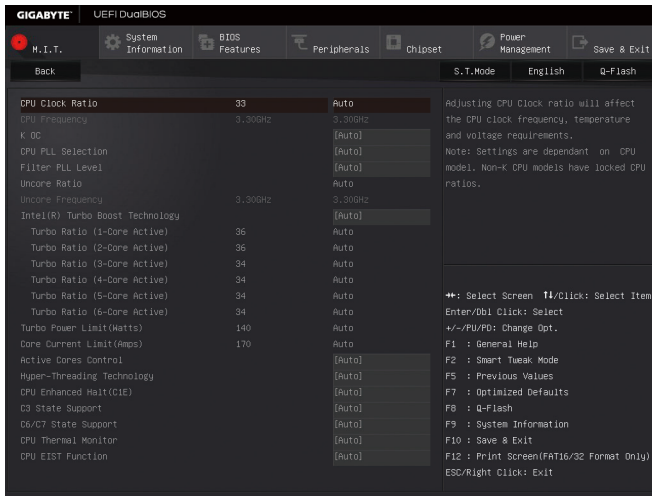 GIGABYTE™ UEFI DualBIOS
M.I.T.
System Information
BIOS Features
Peripherals
Chipset
Power Management
Save & Exit
Back
S.T.Mode English Q-Flash
CPU Clock Ratio 33 Auto
CPU Frequency 3.30GHz 3.30GHz
K OC [Auto]
CPU PLL Selection [Auto]
Filter PLL Level [Auto]
Uncore Ratio Auto
Uncore Frequency 3.30GHz 3.30GHz
Intel(R) Turbo Boost Technology [Auto]
Turbo Ratio (1-Core Active) 36 Auto
Turbo Ratio (2-Core Active) 36 Auto
Turbo Ratio (3-Core Active) 34 Auto
Turbo Ratio (4-Core Active) 34 Auto
Turbo Ratio (5-Core Active) 34 Auto
Turbo Ratio (6-Core Active) 34 Auto
Turbo Power Limit(Watts) 140 Auto
Core Current Limit(Amps) 170 Auto
Active Cores Control [Auto]
Hyper-Threading Technology [Auto]
CPU Enhanced Halt(C1E) [Auto]
C3 State Support [Auto]
C6/C7 State Support [Auto]
CPU Thermal Monitor [Auto]
CPU EIST Function [Auto]
Adjusting CPU Clock ratio will affect
the CPU clock frequency, temperature
and voltage requirements.
Note: Settings are dependant on CPU
model. Non-K CPU models have locked CPU
ratios.
→←: Select Screen ↑↓/Click: Select Item
Enter/Dbl Click: Select
+/-/PU/PD: Change Opt.
F1 : General Help
F2 : Smart Tweak Mode
F5 : Previous Values
F7 : Optimized Defaults
F8 : Q-Flash
F9 : System Information
F10 : Save & Exit
F12 : Print Screen(FAT16/32 Format Only)
ESC/Right Click: Exit